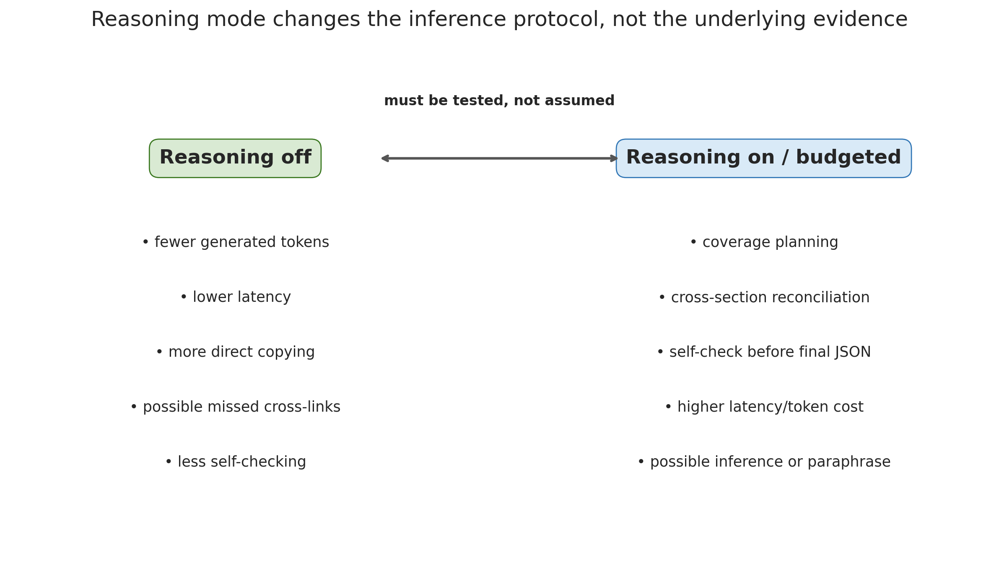 Reasoning mode changes the inference protocol, not the underlying evidence
must be tested, not assumed
Reasoning off
• fewer generated tokens
• lower latency
• more direct copying
• possible missed cross-links
• less self-checking
Reasoning on / budgeted
• coverage planning
• cross-section reconciliation
• self-check before final JSON
• higher latency/token cost
• possible inference or paraphrase